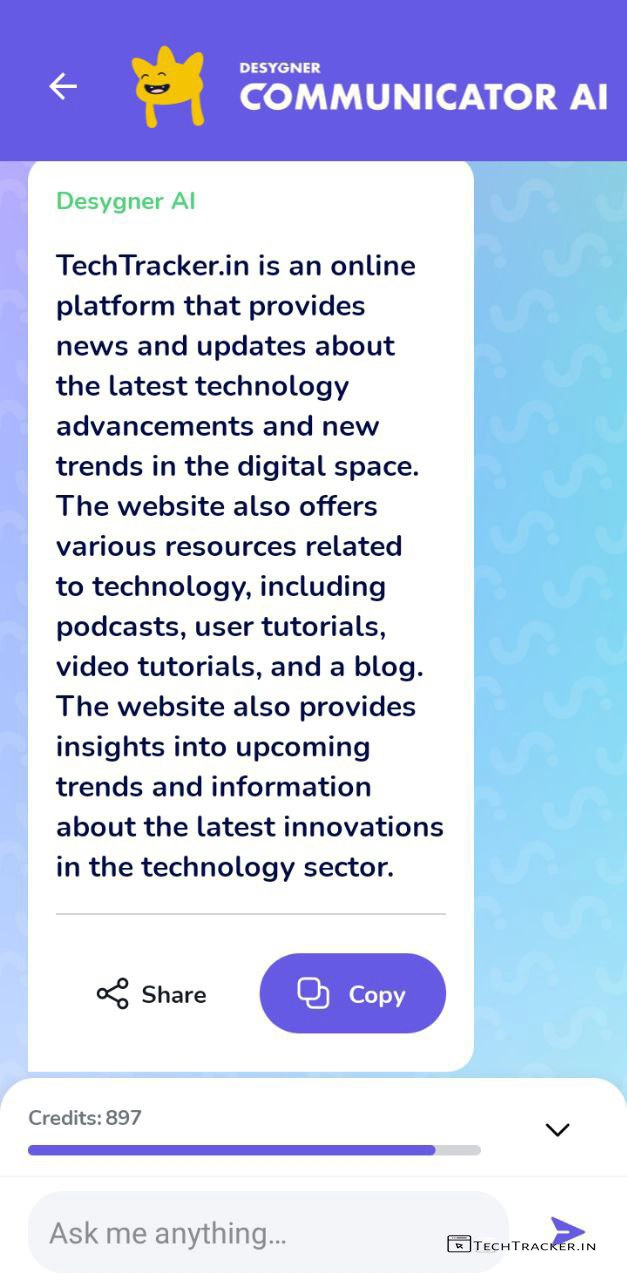 DESYGNER
COMMUNICATOR AI
Desygner AI
TechTracker.in is an online
platform that provides
news and updates about
the latest technology
advancements and new
trends in the digital space.
The website also offers
various resources related
to technology, including
podcasts, user tutorials,
video tutorials, and a blog.
The website also provides
insights into upcoming
trends and information
about the latest innovations
in the technology sector.
Share
Copy
Credits: 897
Ask me anything...
TECHTRACKER.IN